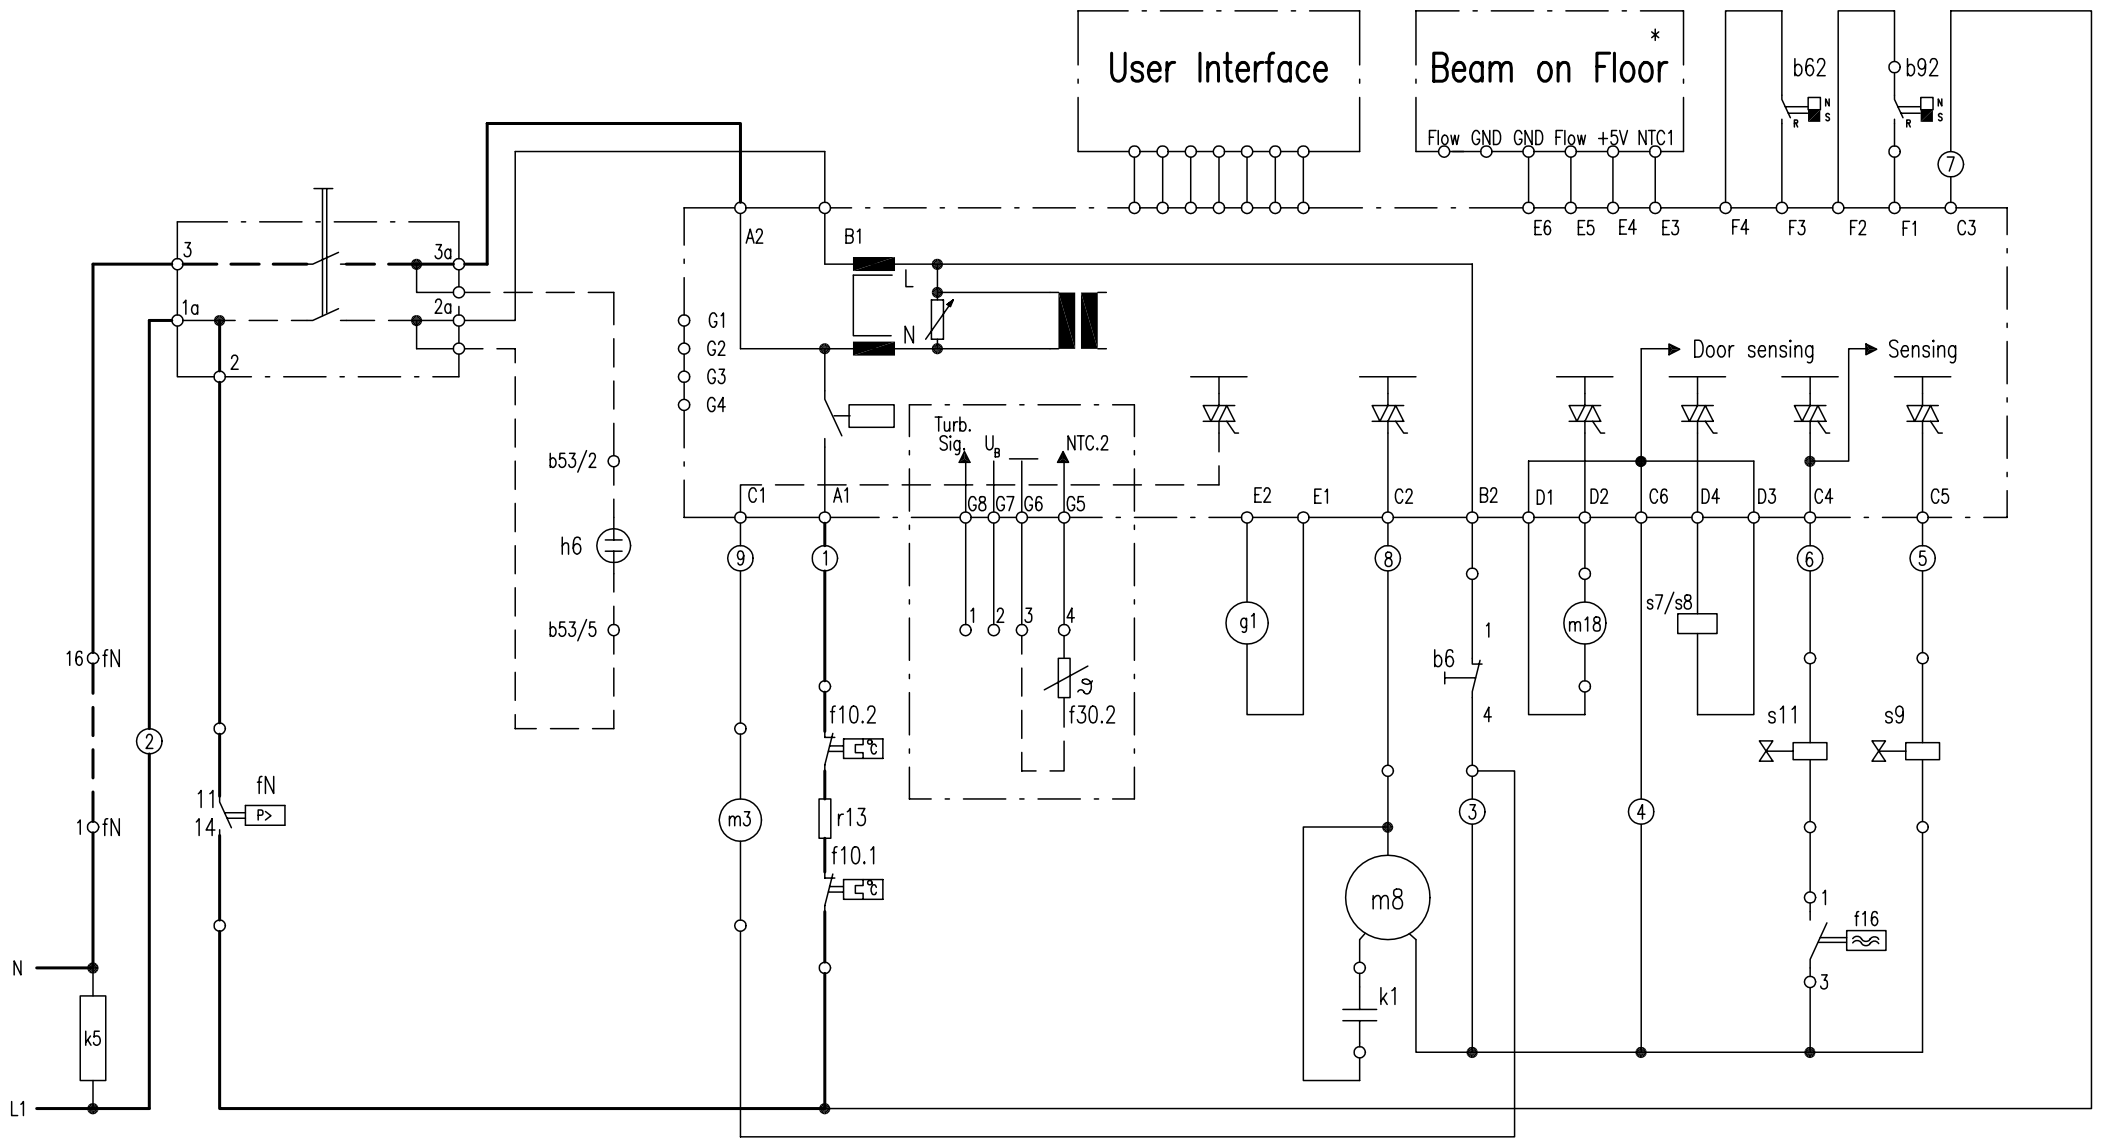 User Interface
*
Beam on Floor
Flow GND GND Flow +5V NTC1
b62
N
S
R
b92
N
S
R
7
A2 B1
E6 E5 E4 E3 F4 F3 F2 F1 C3
3 3a
1a 2a
2
L
N
G1
G2
G3
G4
Door sensing
Sensing
Turb.
Sig.
UB
NTC.2
b53/2
h6
b53/5
C1 A1 G8 G7 G6 G5 E2 E1 C2 B2 D1 D2 C6 D4 D3 C4 C5
9 1 8 6 5
1 2 3 4
g1
1
b6
4
m18
s7/s8
16 fN
2
1 fN
fN
11
14
P>
ϑ
f30.2
f10.2
°C
m3
r13
f10.1
°C
3
4
s11
s9
m8
k1
1
f16
3
N
k5
L1